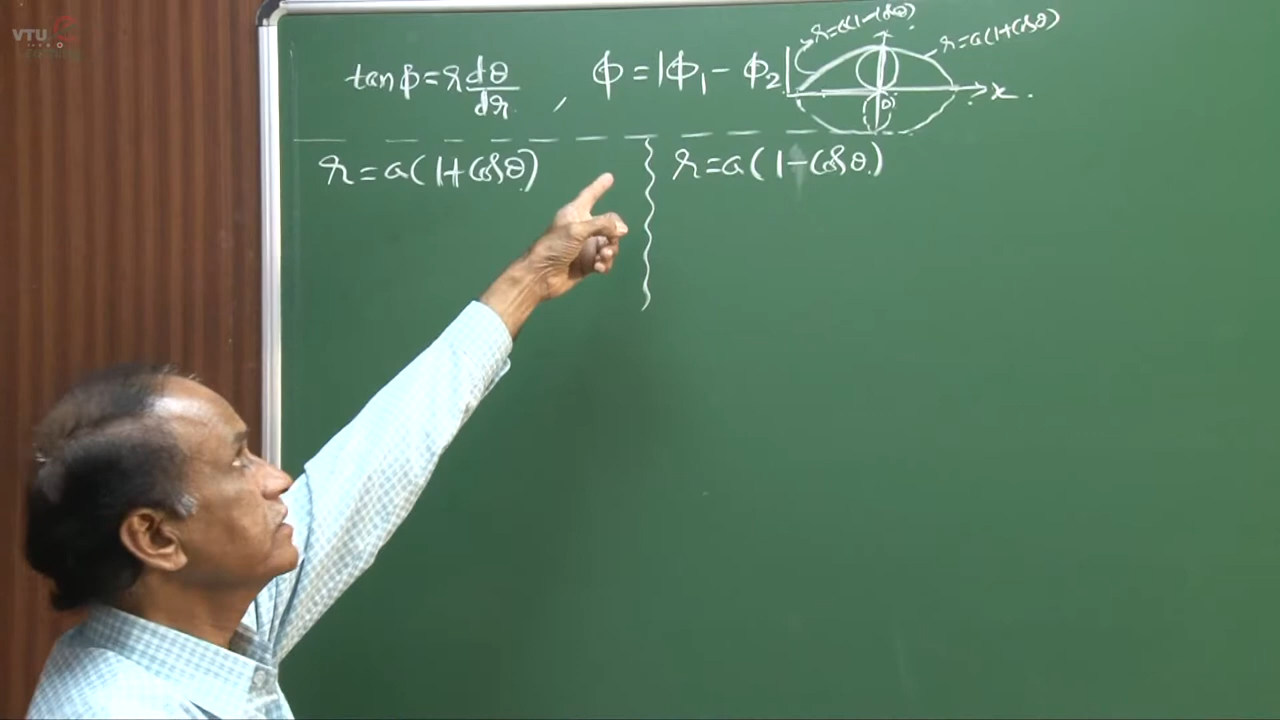 VTU
tan φ = r dθ/dr , φ = |φ₁ - φ₂|
r=a(1-cosθ)
r=a(1+cosθ)
x
O
r = a(1+cosθ)
r = a(1-cosθ)